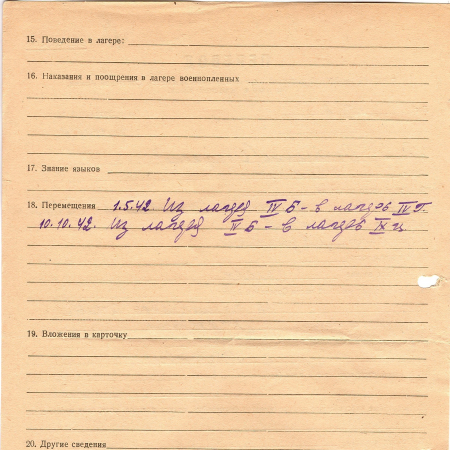 15. Поведение в лагере:
16. Наказания и поощрения в лагере военнопленных
17. Знание языков
18. Перемещения 1.5.42. Из лагеря IV Б - в лагерь IV Г.
10.10.42. Из лагеря IV Б - в лагерь IX Ц
19. Вложения в карточку
20. Другие сведения